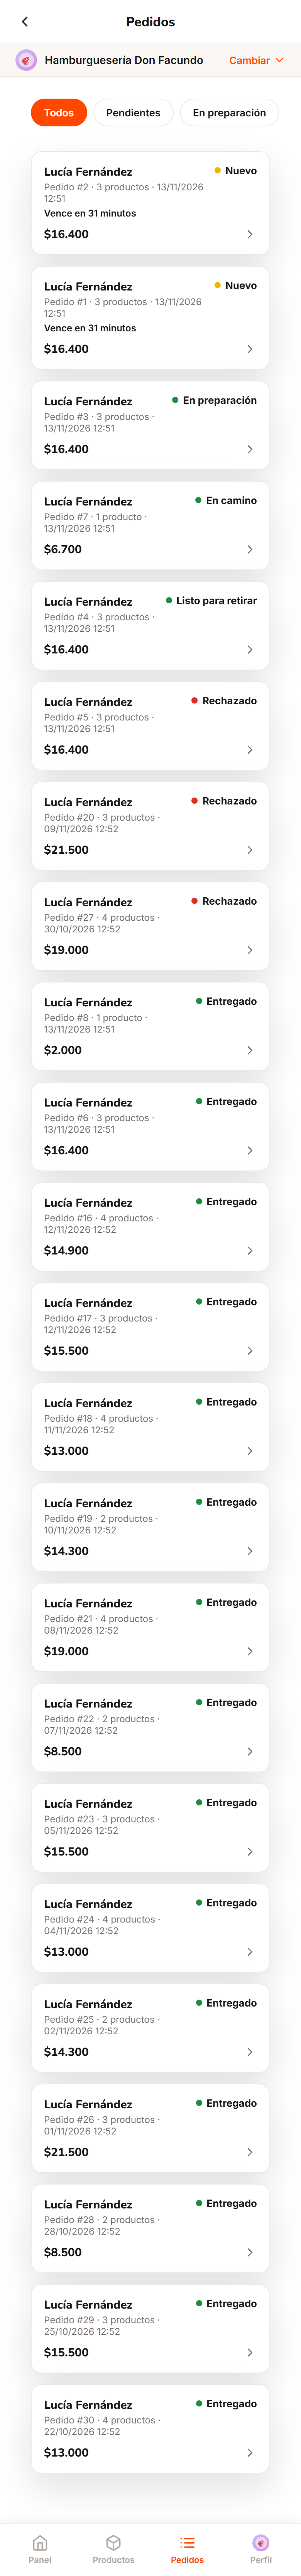 Pedidos
Hamburguesería Don Facundo
Cambiar
Todos
Pendientes
En preparación
Lucía Fernández
Nuevo
Pedido #2 · 3 productos · 13/11/2026
12:51
Vence en 31 minutos
$16.400
Lucía Fernández
Nuevo
Pedido #1 · 3 productos · 13/11/2026
12:51
Vence en 31 minutos
$16.400
Lucía Fernández
En preparación
Pedido #3 · 3 productos ·
13/11/2026 12:51
$16.400
Lucía Fernández
En camino
Pedido #7 · 1 producto ·
13/11/2026 12:51
$6.700
Lucía Fernández
Listo para retirar
Pedido #4 · 3 productos ·
13/11/2026 12:51
$16.400
Lucía Fernández
Rechazado
Pedido #5 · 3 productos ·
13/11/2026 12:51
$16.400
Lucía Fernández
Rechazado
Pedido #20 · 3 productos ·
09/11/2026 12:52
$21.500
Lucía Fernández
Rechazado
Pedido #27 · 4 productos ·
30/10/2026 12:52
$19.000
Lucía Fernández
Entregado
Pedido #8 · 1 producto ·
13/11/2026 12:51
$2.000
Lucía Fernández
Entregado
Pedido #6 · 3 productos ·
13/11/2026 12:51
$16.400
Lucía Fernández
Entregado
Pedido #16 · 4 productos ·
12/11/2026 12:52
$14.900
Lucía Fernández
Entregado
Pedido #17 · 3 productos ·
12/11/2026 12:52
$15.500
Lucía Fernández
Entregado
Pedido #18 · 4 productos ·
11/11/2026 12:52
$13.000
Lucía Fernández
Entregado
Pedido #19 · 2 productos ·
10/11/2026 12:52
$14.300
Lucía Fernández
Entregado
Pedido #21 · 4 productos ·
08/11/2026 12:52
$19.000
Lucía Fernández
Entregado
Pedido #22 · 2 productos ·
07/11/2026 12:52
$8.500
Lucía Fernández
Entregado
Pedido #23 · 3 productos ·
05/11/2026 12:52
$15.500
Lucía Fernández
Entregado
Pedido #24 · 4 productos ·
04/11/2026 12:52
$13.000
Lucía Fernández
Entregado
Pedido #25 · 2 productos ·
02/11/2026 12:52
$14.300
Lucía Fernández
Entregado
Pedido #26 · 3 productos ·
01/11/2026 12:52
$21.500
Lucía Fernández
Entregado
Pedido #28 · 2 productos ·
28/10/2026 12:52
$8.500
Lucía Fernández
Entregado
Pedido #29 · 3 productos ·
25/10/2026 12:52
$15.500
Lucía Fernández
Entregado
Pedido #30 · 4 productos ·
22/10/2026 12:52
$13.000
Panel
Productos
Pedidos
Perfil